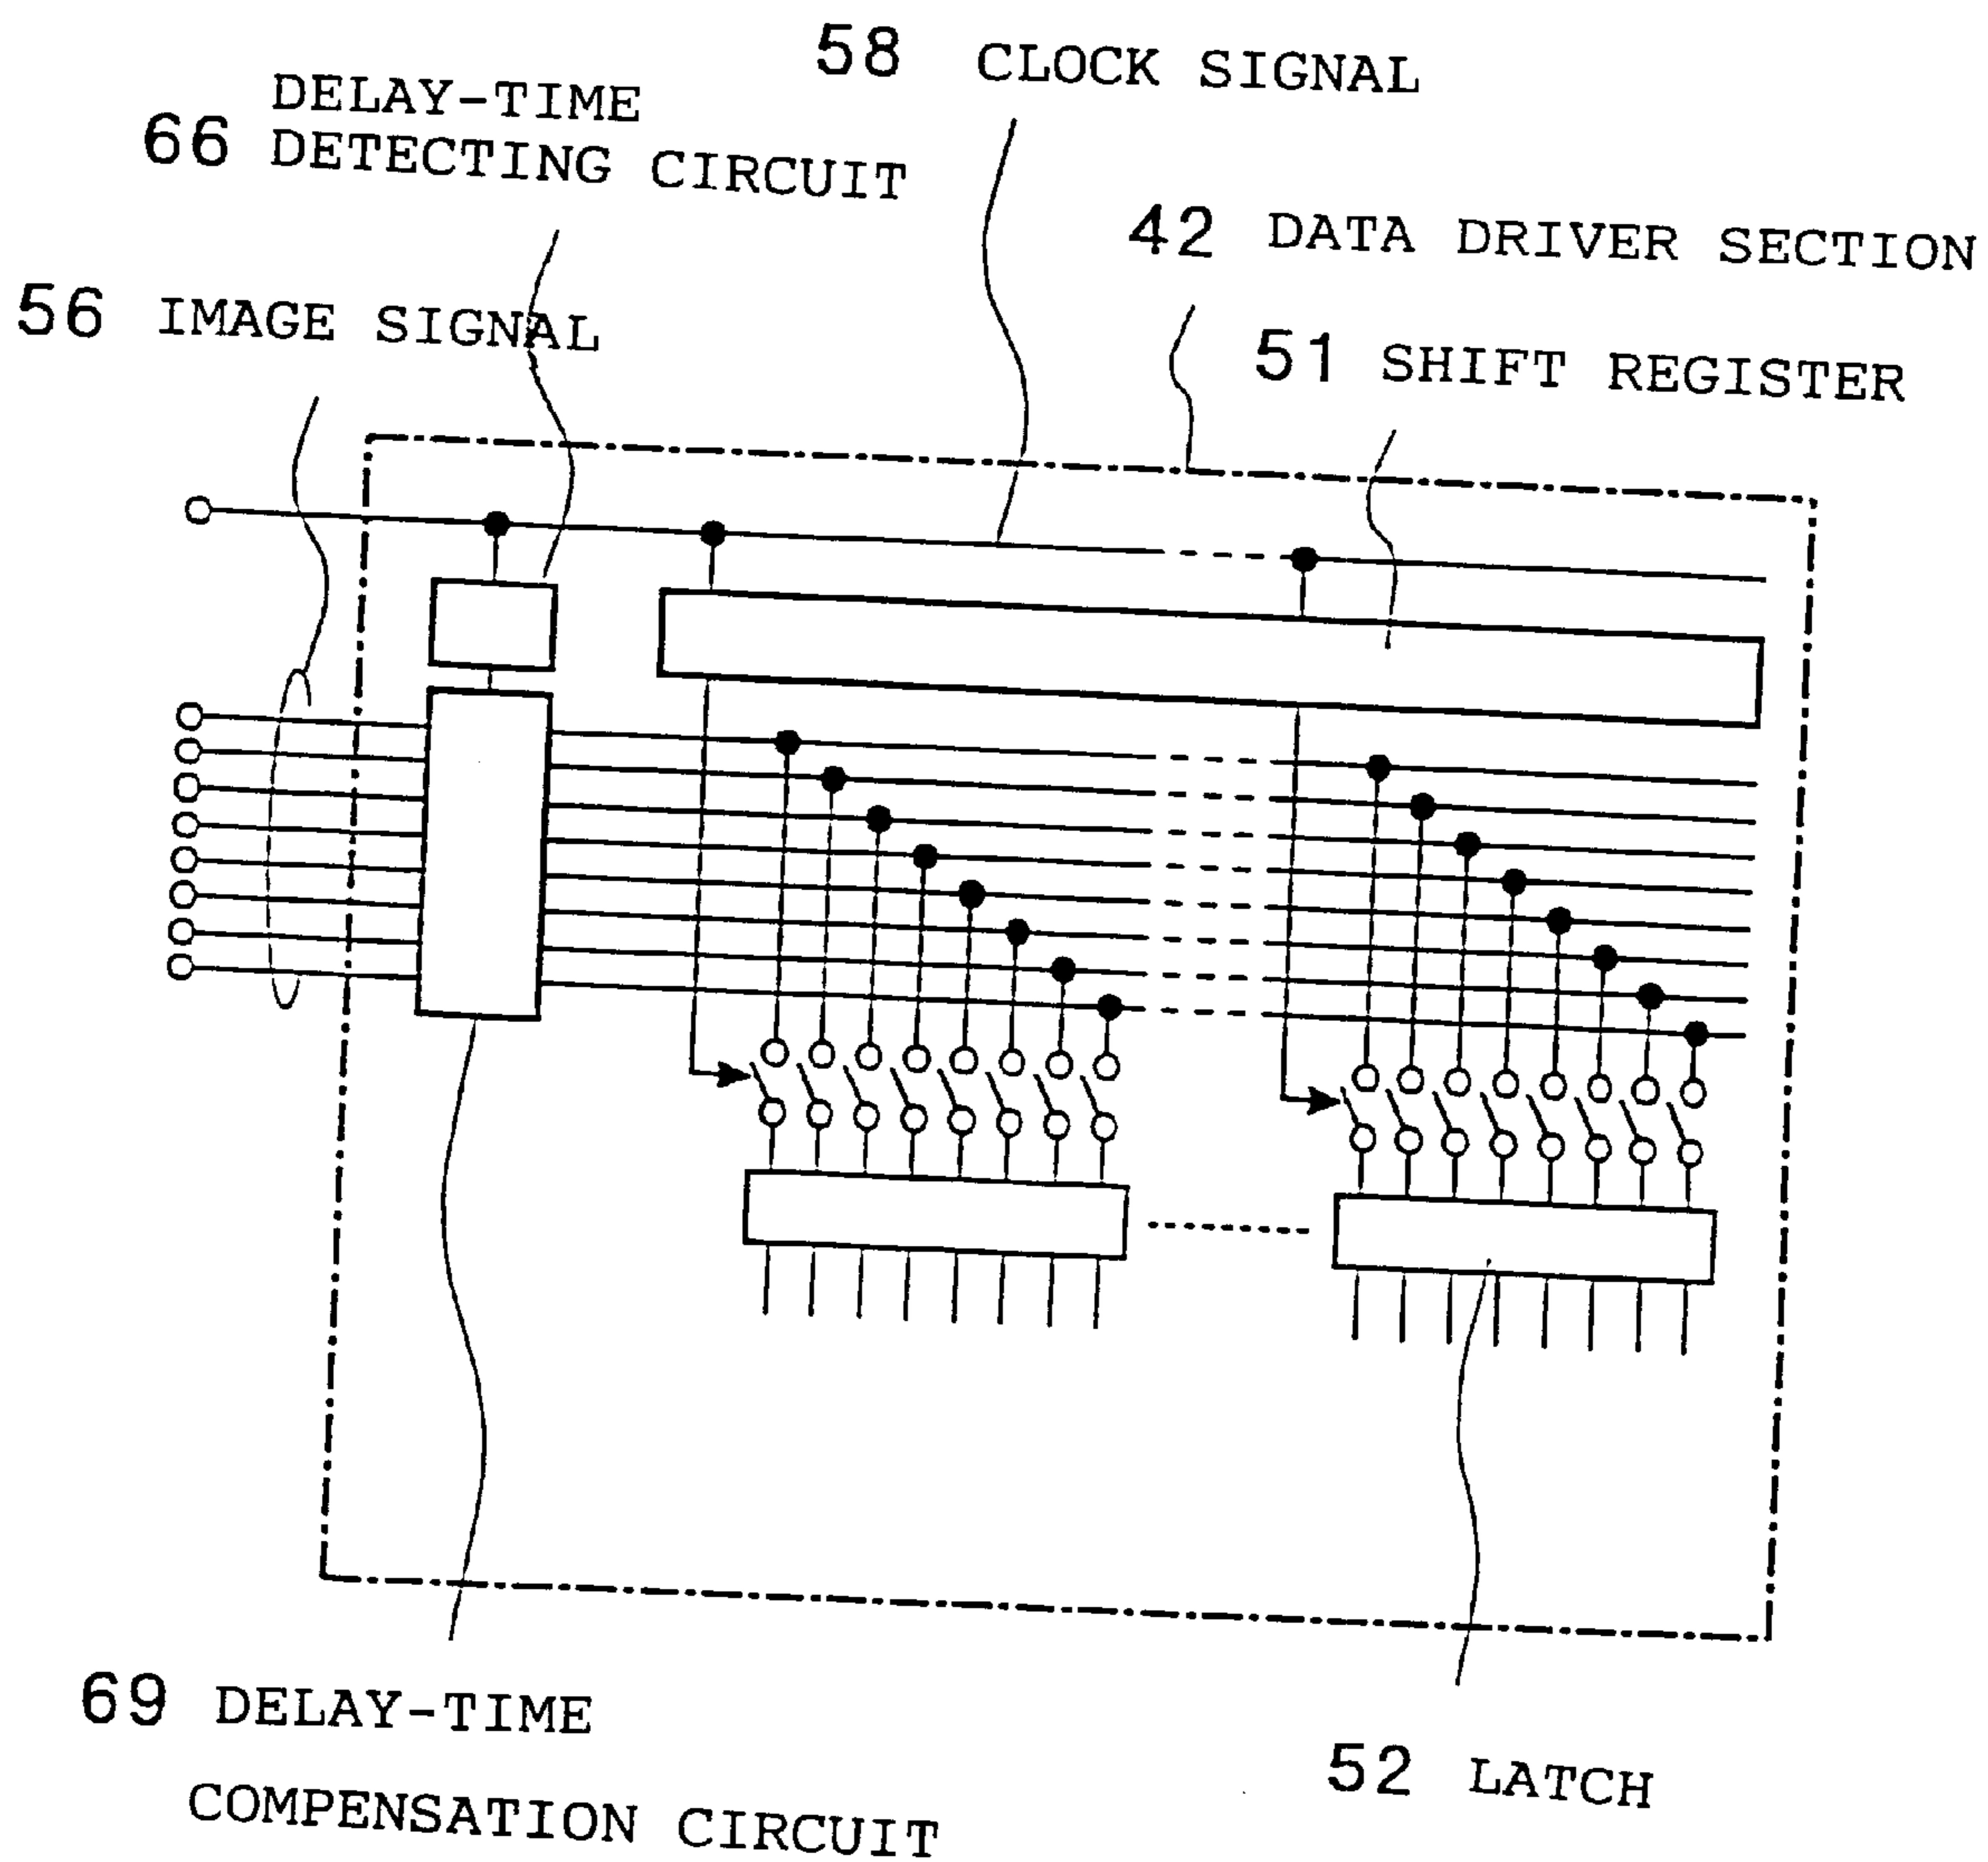 58 CLOCK SIGNAL
DELAY-TIME
66 DETECTING CIRCUIT
42 DATA DRIVER SECTION
56 IMAGE SIGNAL
51 SHIFT REGISTER
69 DELAY-TIME
COMPENSATION CIRCUIT
52 LATCH